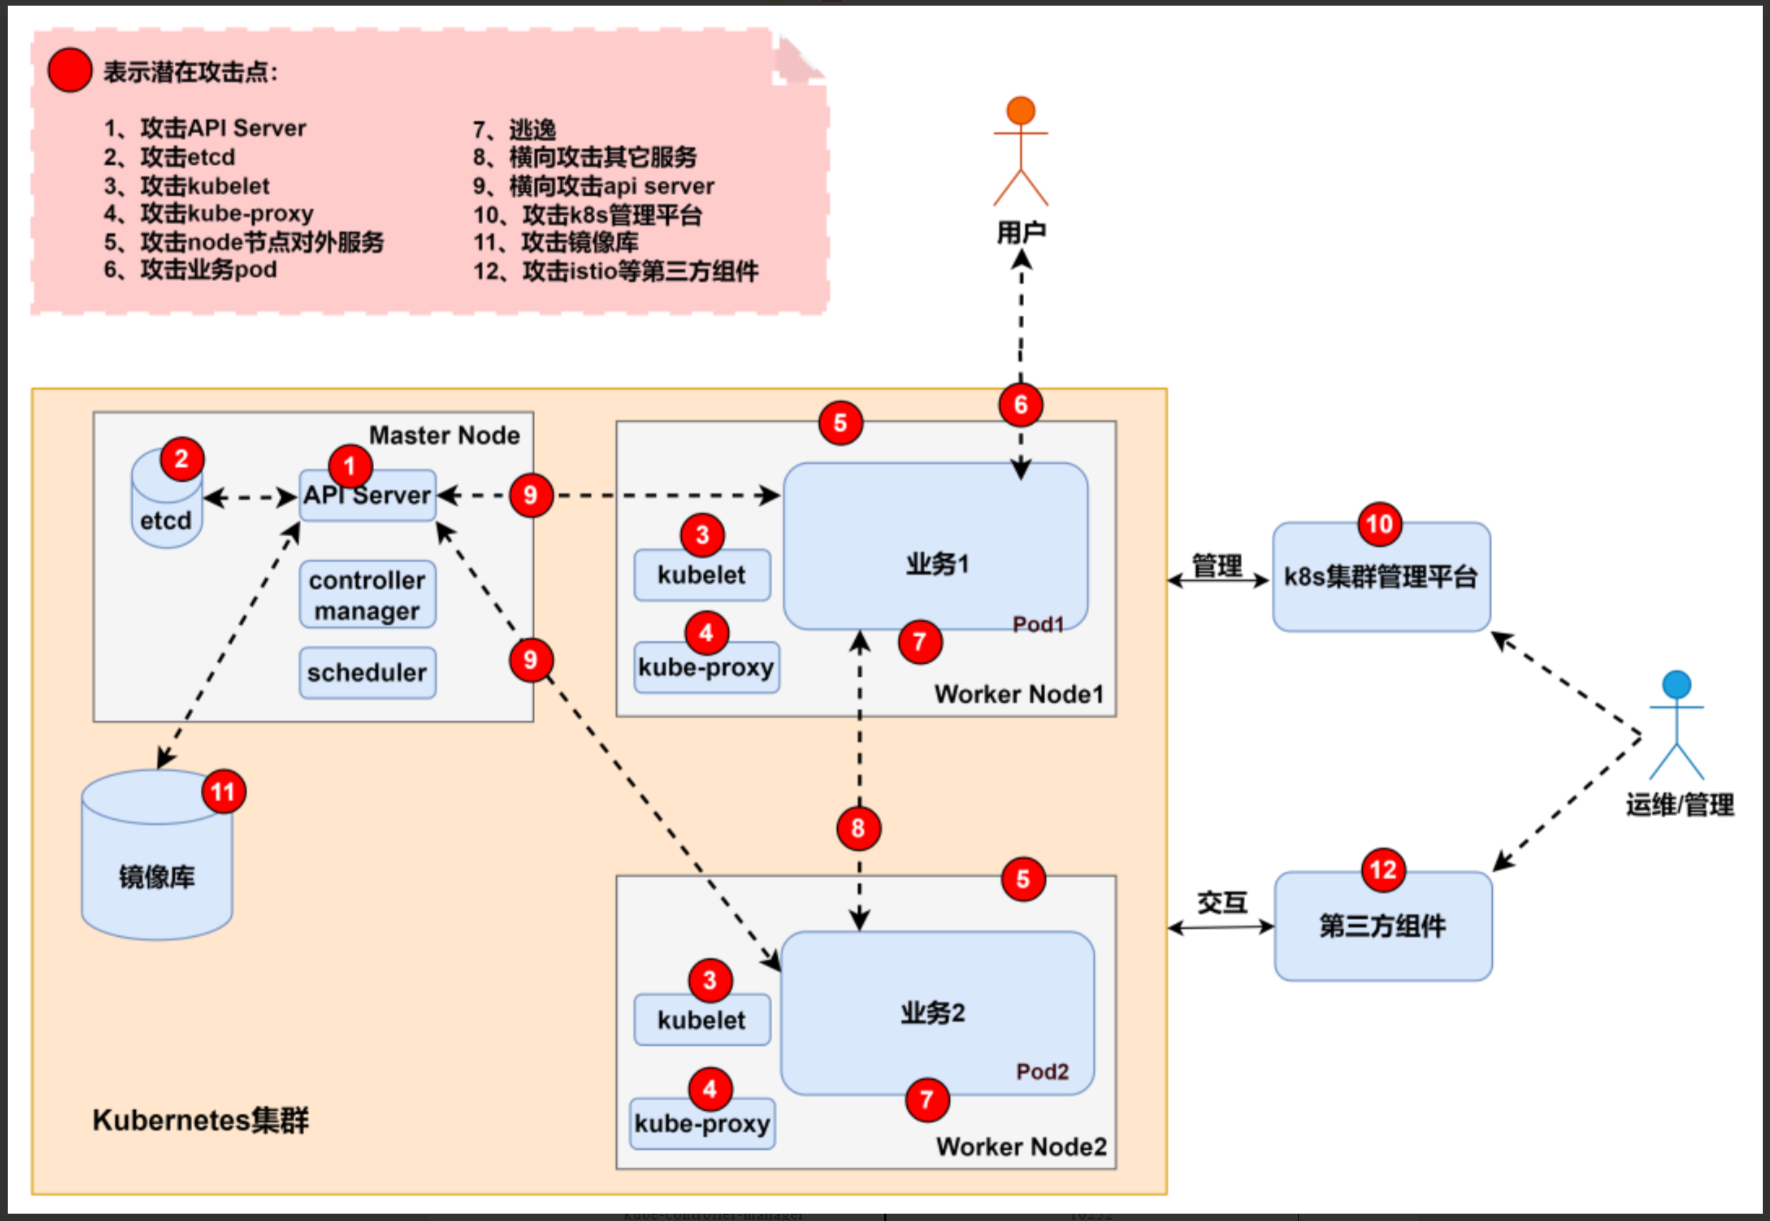 表示潜在攻击点:
1、攻击API Server
2、攻击etcd
3、攻击kubelet
4、攻击kube-proxy
5、攻击node节点对外服务
6、攻击业务pod
7、逃逸
8、横向攻击其它服务
9、横向攻击api server
10、攻击k8s管理平台
11、攻击镜像库
12、攻击istio等第三方组件
用户
6
5
Master Node
2
1
API Server
etcd
9
controller
manager
scheduler
9
3
kubelet
4
kube-proxy
业务1
Pod1
7
Worker Node1
管理
10
k8s集群管理平台
运维/管理
11
镜像库
8
5
3
kubelet
4
kube-proxy
业务2
Pod2
7
Worker Node2
交互
12
第三方组件
Kubernetes集群